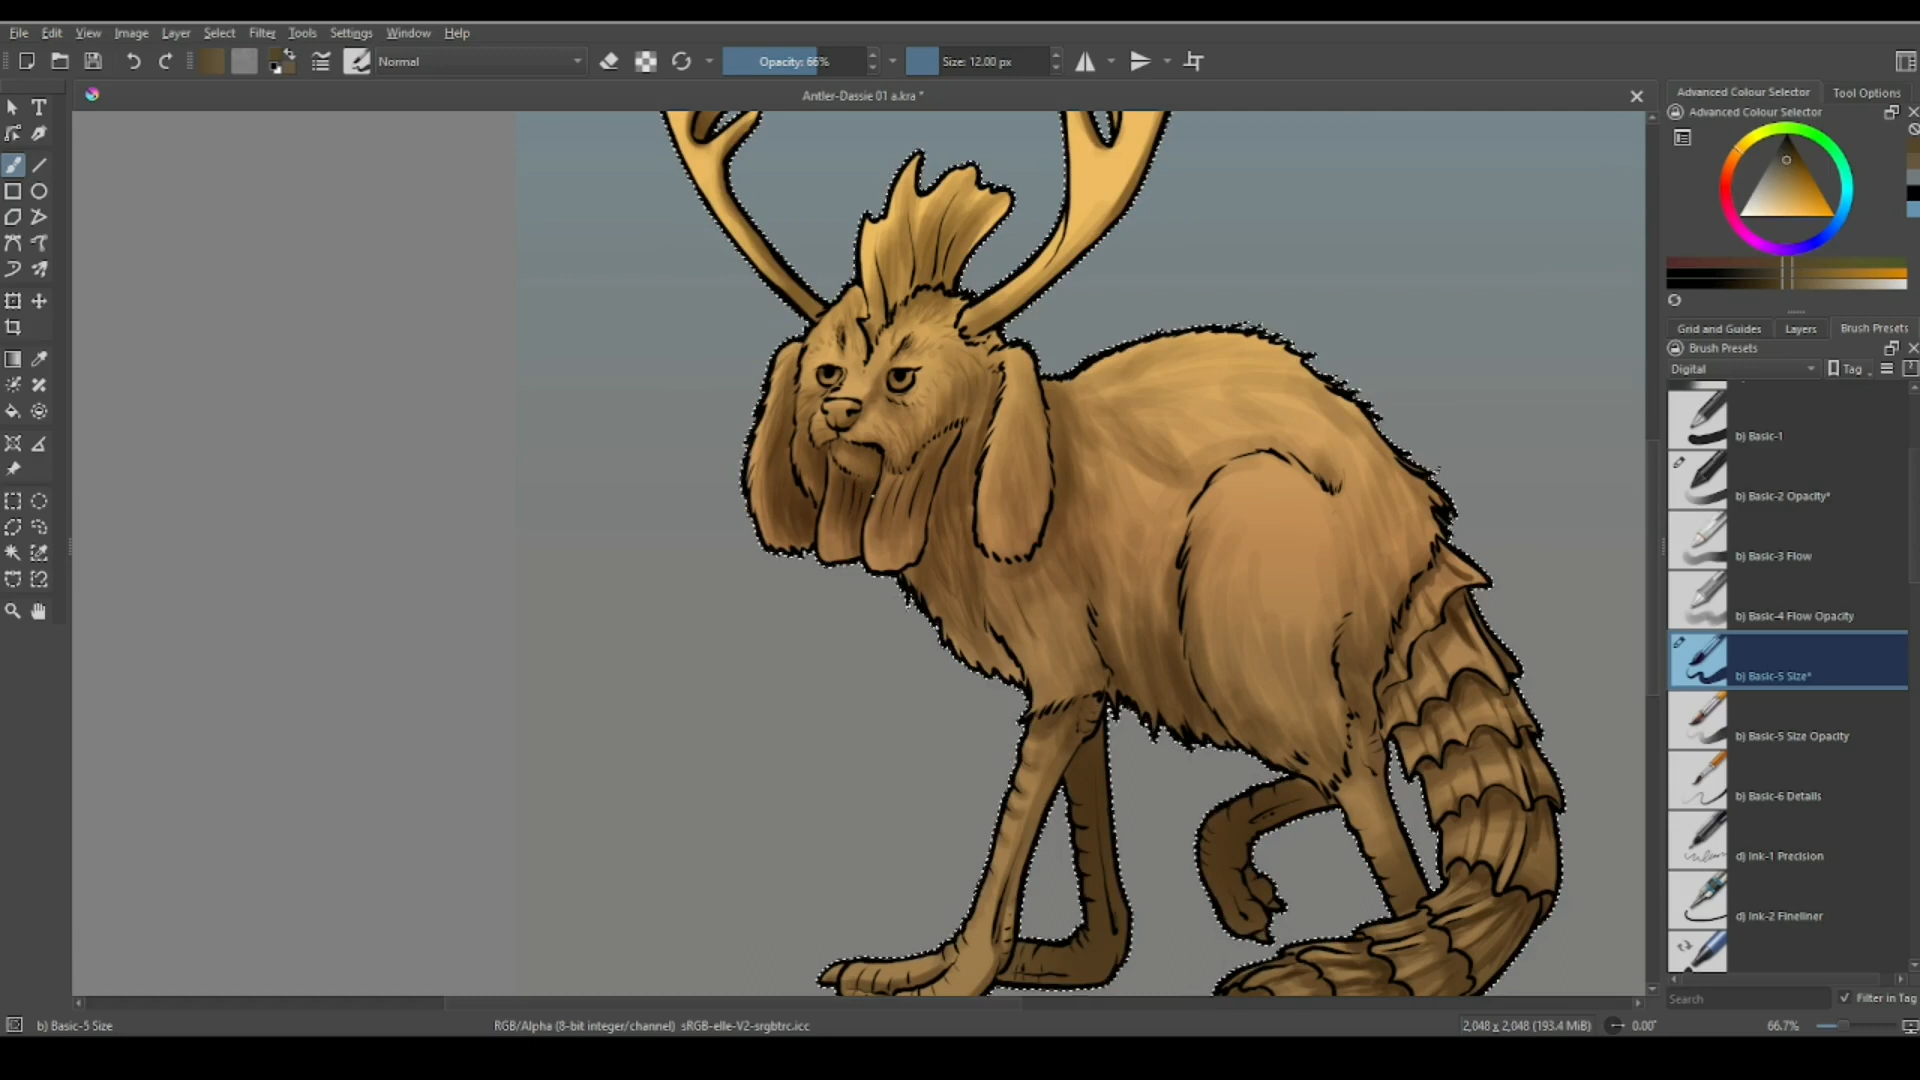 File Edit View Image Layer Select Filter Tools Settings Window Help
Normal
Opacity: 66%
Size: 12.00 px
Antler-Dassie 01 a.kra *
Advanced Colour Selector
Tool Options
Advanced Colour Selector
Grid and Guides
Layers
Brush Presets
Brush Presets
Digital
Tag
b) Basic-1
b) Basic-2 Opacity*
b) Basic-3 Flow
b) Basic-4 Flow Opacity
b) Basic-5 Size*
b) Basic-5 Size Opacity
b) Basic-6 Details
d) Ink-1 Precision
d) Ink-2 Fineliner
Search
Filter in Tag
b) Basic-5 Size
RGB/Alpha (8-bit integer/channel) sRGB-elle-V2-srgbtrc.icc
2,048 x 2,048 (193.4 MiB)
0.00°
66.7%